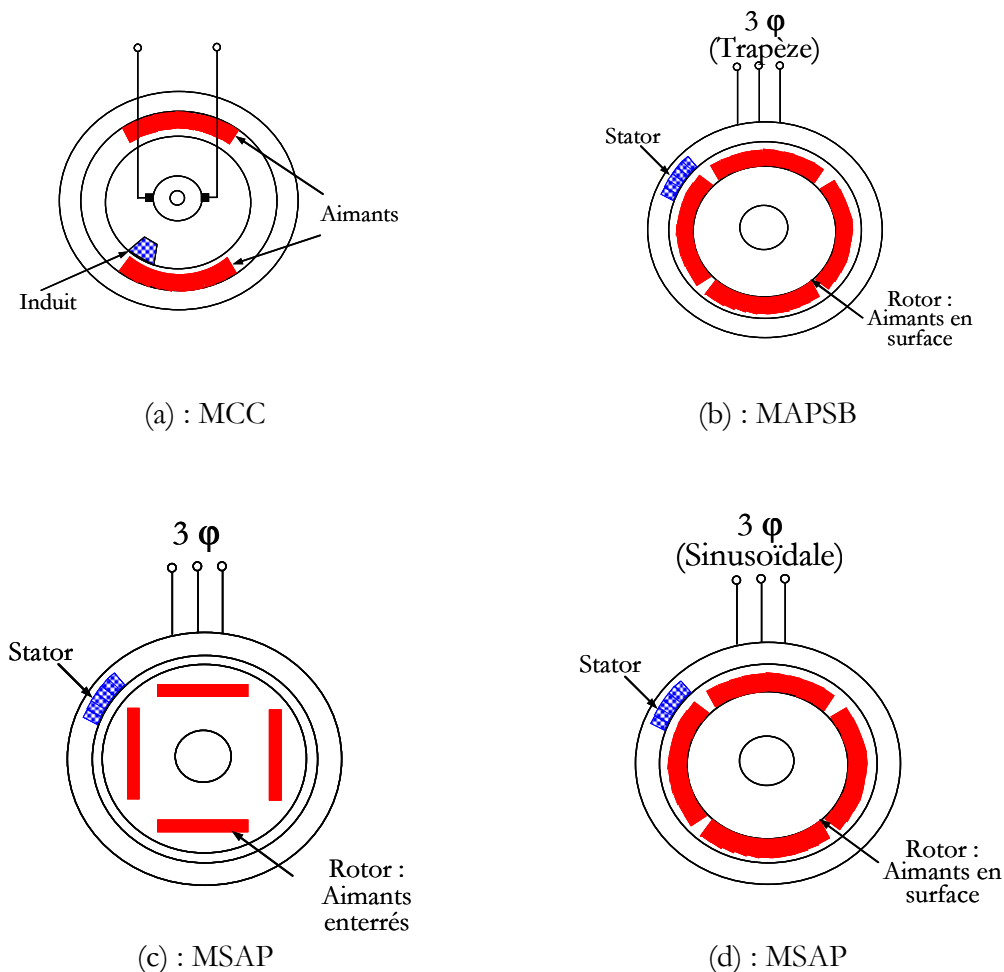 Aimants
Induit
(a) : MCC
3 φ
(Trapèze)
Stator
Rotor :
Aimants en
surface
(b) : MAPSB
3 φ
Stator
Rotor :
Aimants
enterrés
(c) : MSAP
3 φ
(Sinusoïdale)
Stator
Rotor :
Aimants en
surface
(d) : MSAP